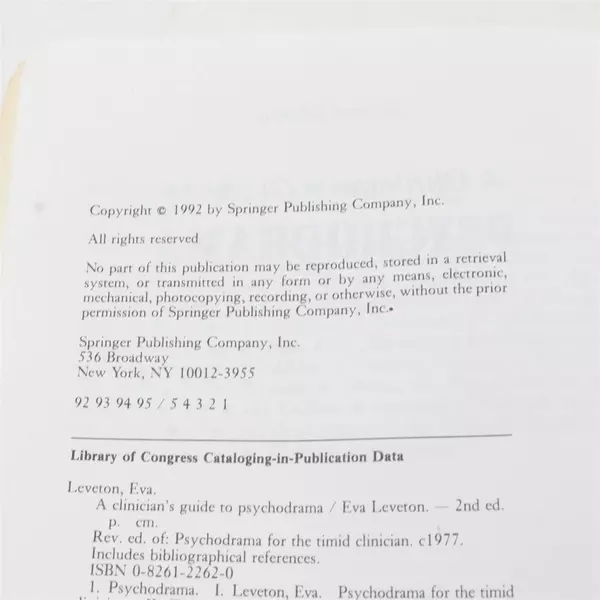 Copyright © 1992 by Springer Publishing Company, Inc.
All rights reserved
No part of this publication may be reproduced, stored in a retrieval
system, or transmitted in any form or by any means, electronic,
mechanical, photocopying, recording, or otherwise, without the prior
permission of Springer Publishing Company, Inc.
Springer Publishing Company, Inc.
536 Broadway
New York, NY 10012-3955
92 93 94 95 / 5 4 3 2 1
Library of Congress Cataloging-in-Publication Data
Leveton, Eva.
A clinician's guide to psychodrama / Eva Leveton. — 2nd ed.
p. cm.
Rev. ed. of: Psychodrama for the timid clinician. c1977.
Includes bibliographical references.
ISBN 0-8261-2262-0
1. Psychodrama. I. Leveton, Eva. Psychodrama for the timid